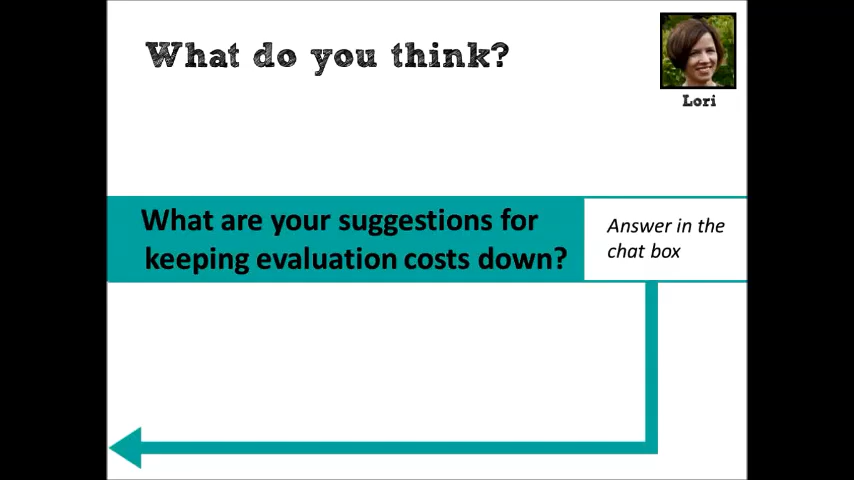 What do you think?
Lori
What are your suggestions for
keeping evaluation costs down?
Answer in the
chat box